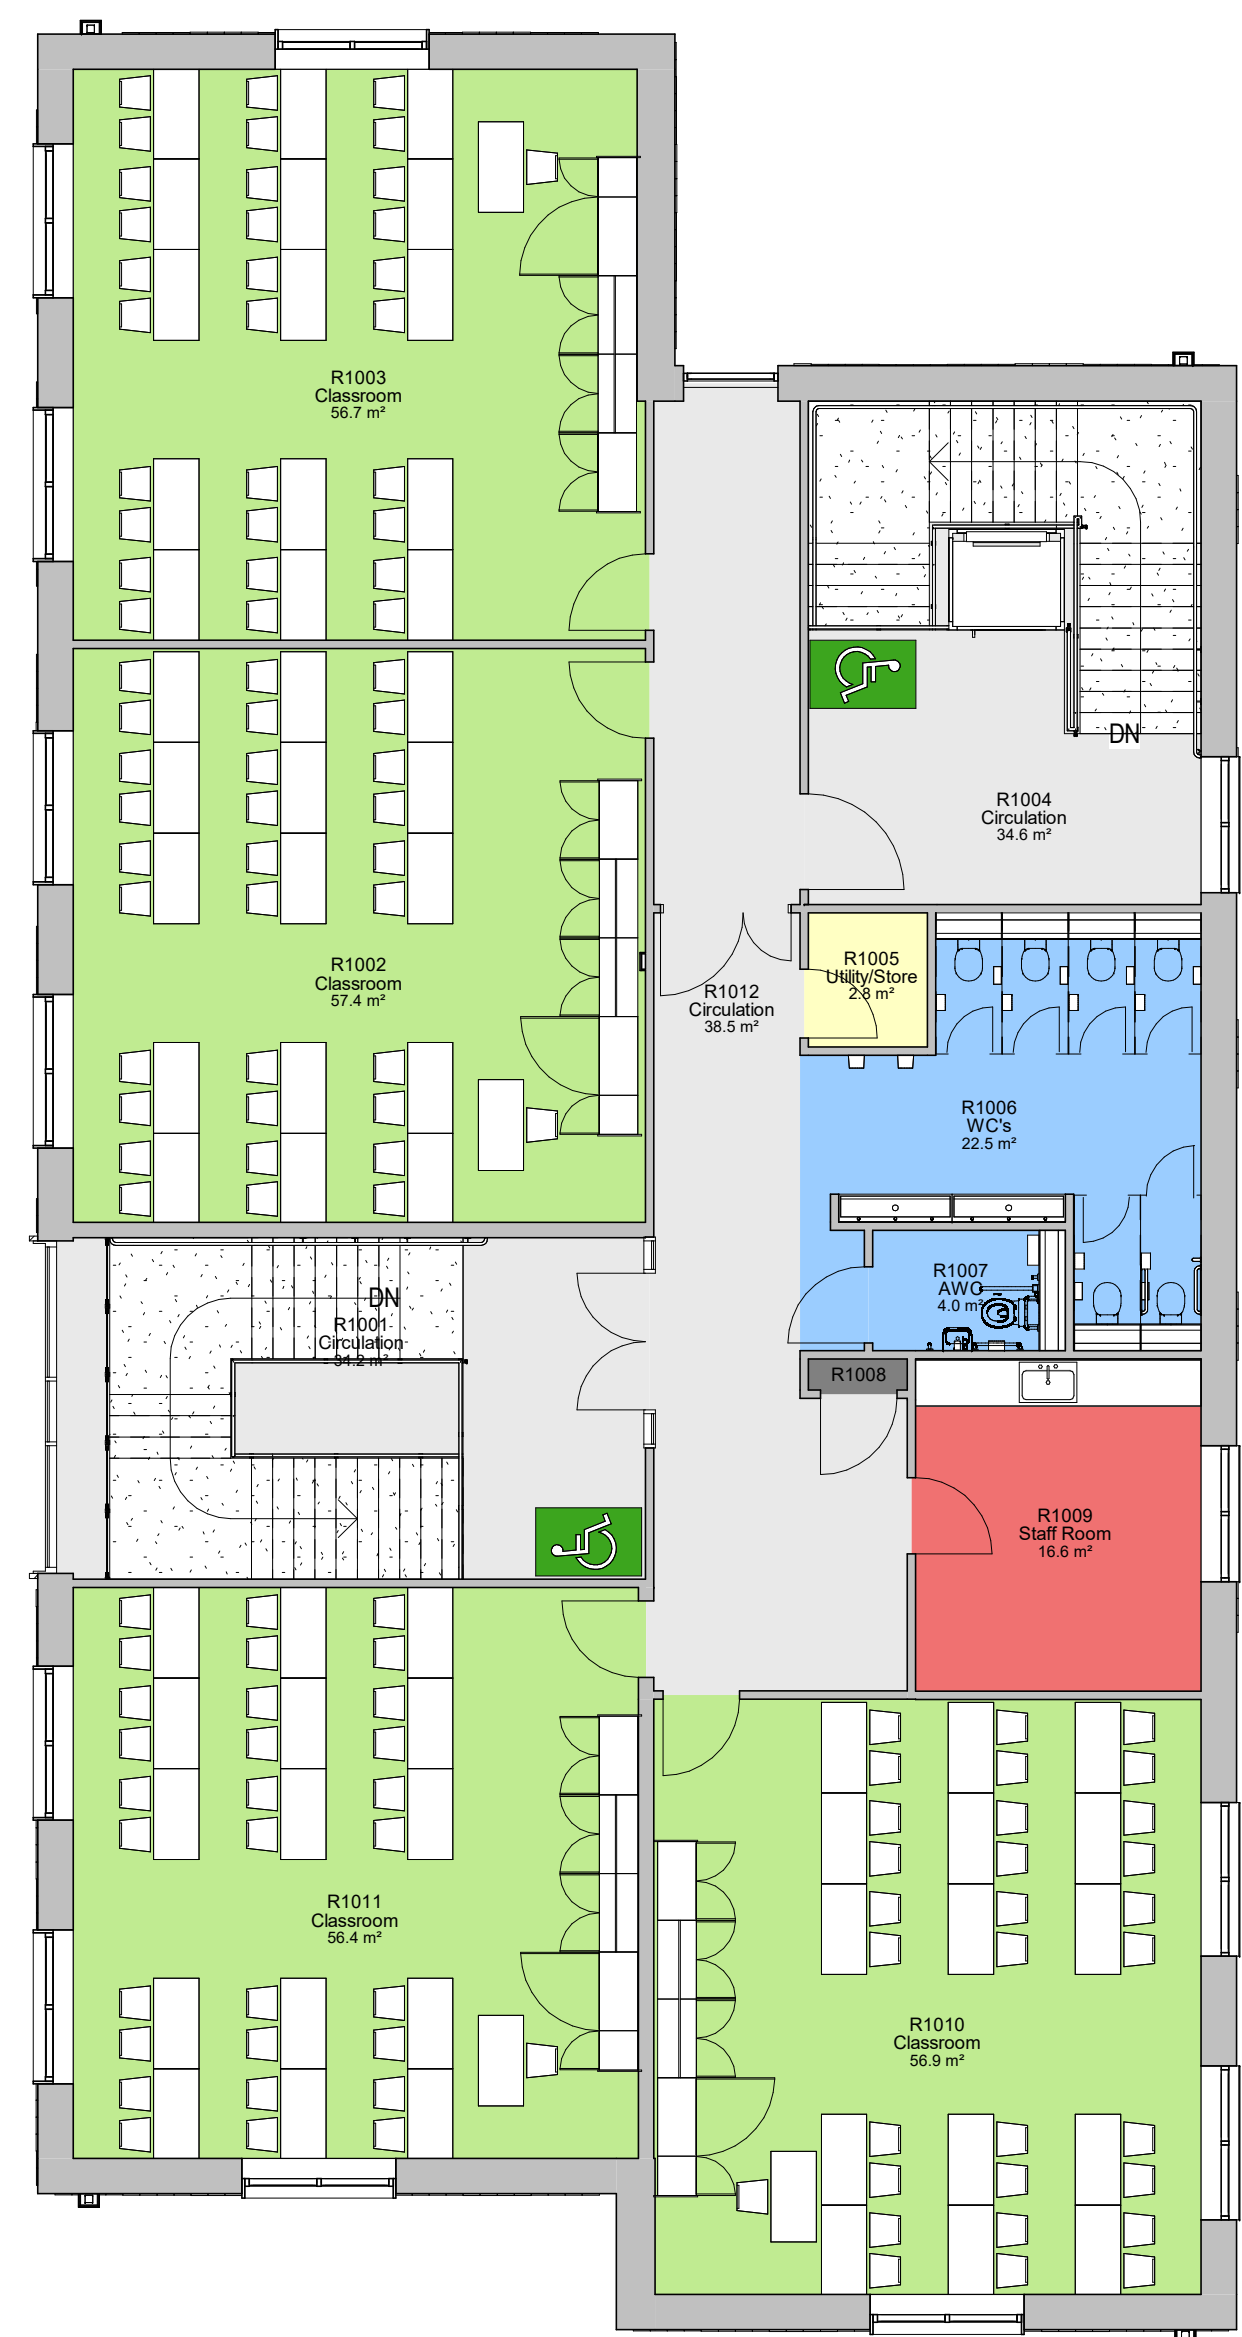 R1003
Classroom
56.7 m²
DN
R1004
Circulation
34.6 m²
R1002
Classroom
57.4 m²
R1012
Circulation
38.5 m²
R1005
Utility/Store
2.8 m²
R1006
WC's
22.5 m²
R1007
AWC
4.0 m²
DN
R1001
Circulation
34.2 m²
R1008
R1009
Staff Room
16.6 m²
R1011
Classroom
56.4 m²
R1010
Classroom
56.9 m²